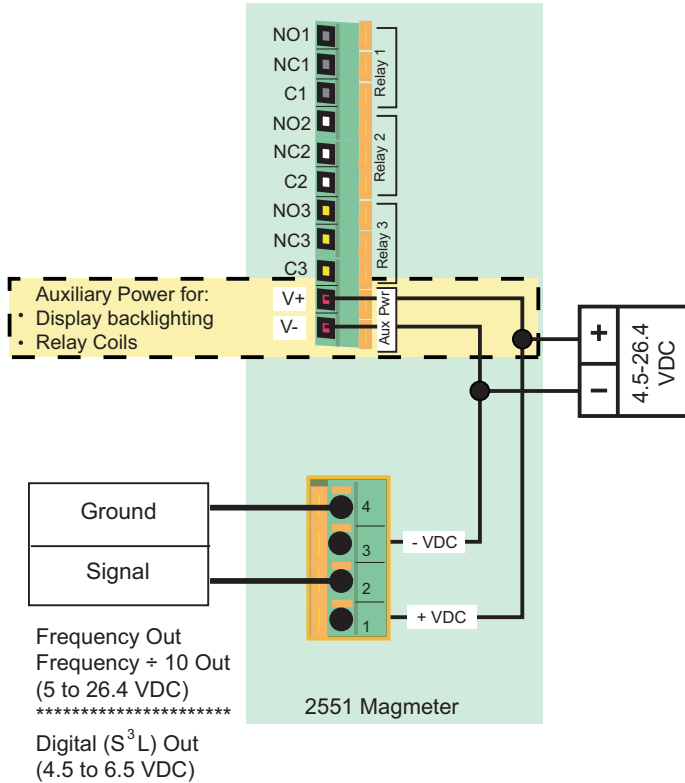 NO1
NC1
C1
Relay 1
NO2
NC2
C2
Relay 2
NO3
NC3
C3
Relay 3
Auxiliary Power for:
· Display backlighting
· Relay Coils
V+
V-
Aux Pwr
+
−
4.5-26.4
VDC
Ground
Signal
4
3
2
1
- VDC
+ VDC
Frequency Out
Frequency ÷ 10 Out
(5 to 26.4 VDC)
**********************
Digital (S³L) Out
(4.5 to 6.5 VDC)
2551 Magmeter